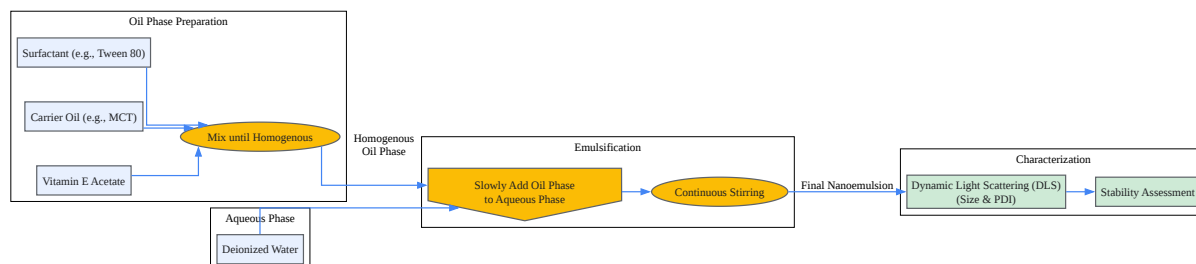 Oil Phase Preparation
Surfactant (e.g., Tween 80)
Carrier Oil (e.g., MCT)
Mix until Homogenous
Vitamin E Acetate
Homogenous
Oil Phase
Aqueous Phase
Deionized Water
Emulsification
Slowly Add Oil Phase
to Aqueous Phase
Continuous Stirring
Final Nanoemulsion
Characterization
Dynamic Light Scattering (DLS)
(Size & PDI)
Stability Assessment